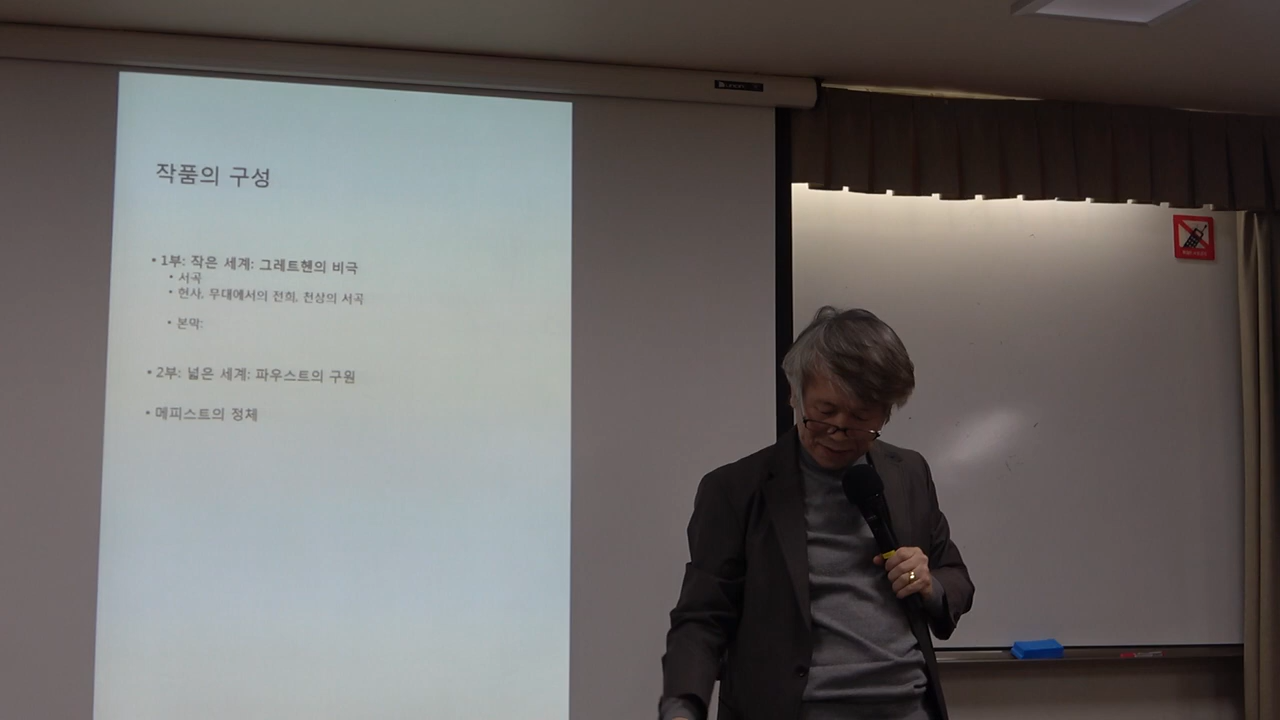 작품의 구성
• 1부: 작은 세계: 그레트헨의 비극
• 서곡
• 헌사, 무대에서의 전희, 천상의 서곡
• 본막:
• 2부: 넓은 세계: 파우스트의 구원
• 메피스토의 정체